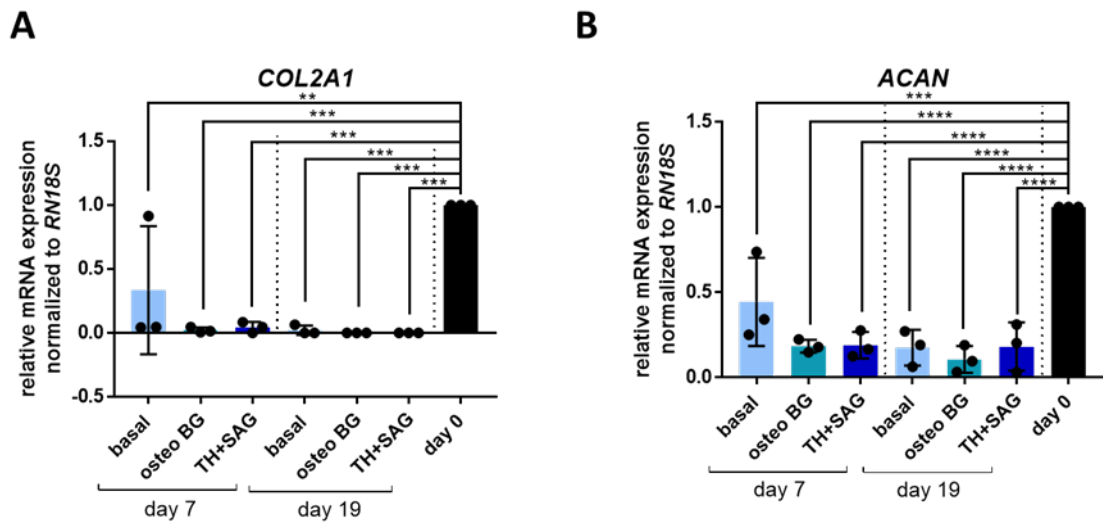 A
COL2A1
**
***
***
***
***
***
relative mRNA expression
normalized to RN18S
1.5
1.0
0.5
0.0
-0.5
basal
osteo BG
TH+SAG
basal
osteo BG
TH+SAG
day 0
day 7
day 19
B
ACAN
***
****
****
****
****
****
relative mRNA expression
normalized to RN18S
1.5
1.0
0.5
0.0
basal
osteo BG
TH+SAG
basal
osteo BG
TH+SAG
day 0
day 7
day 19